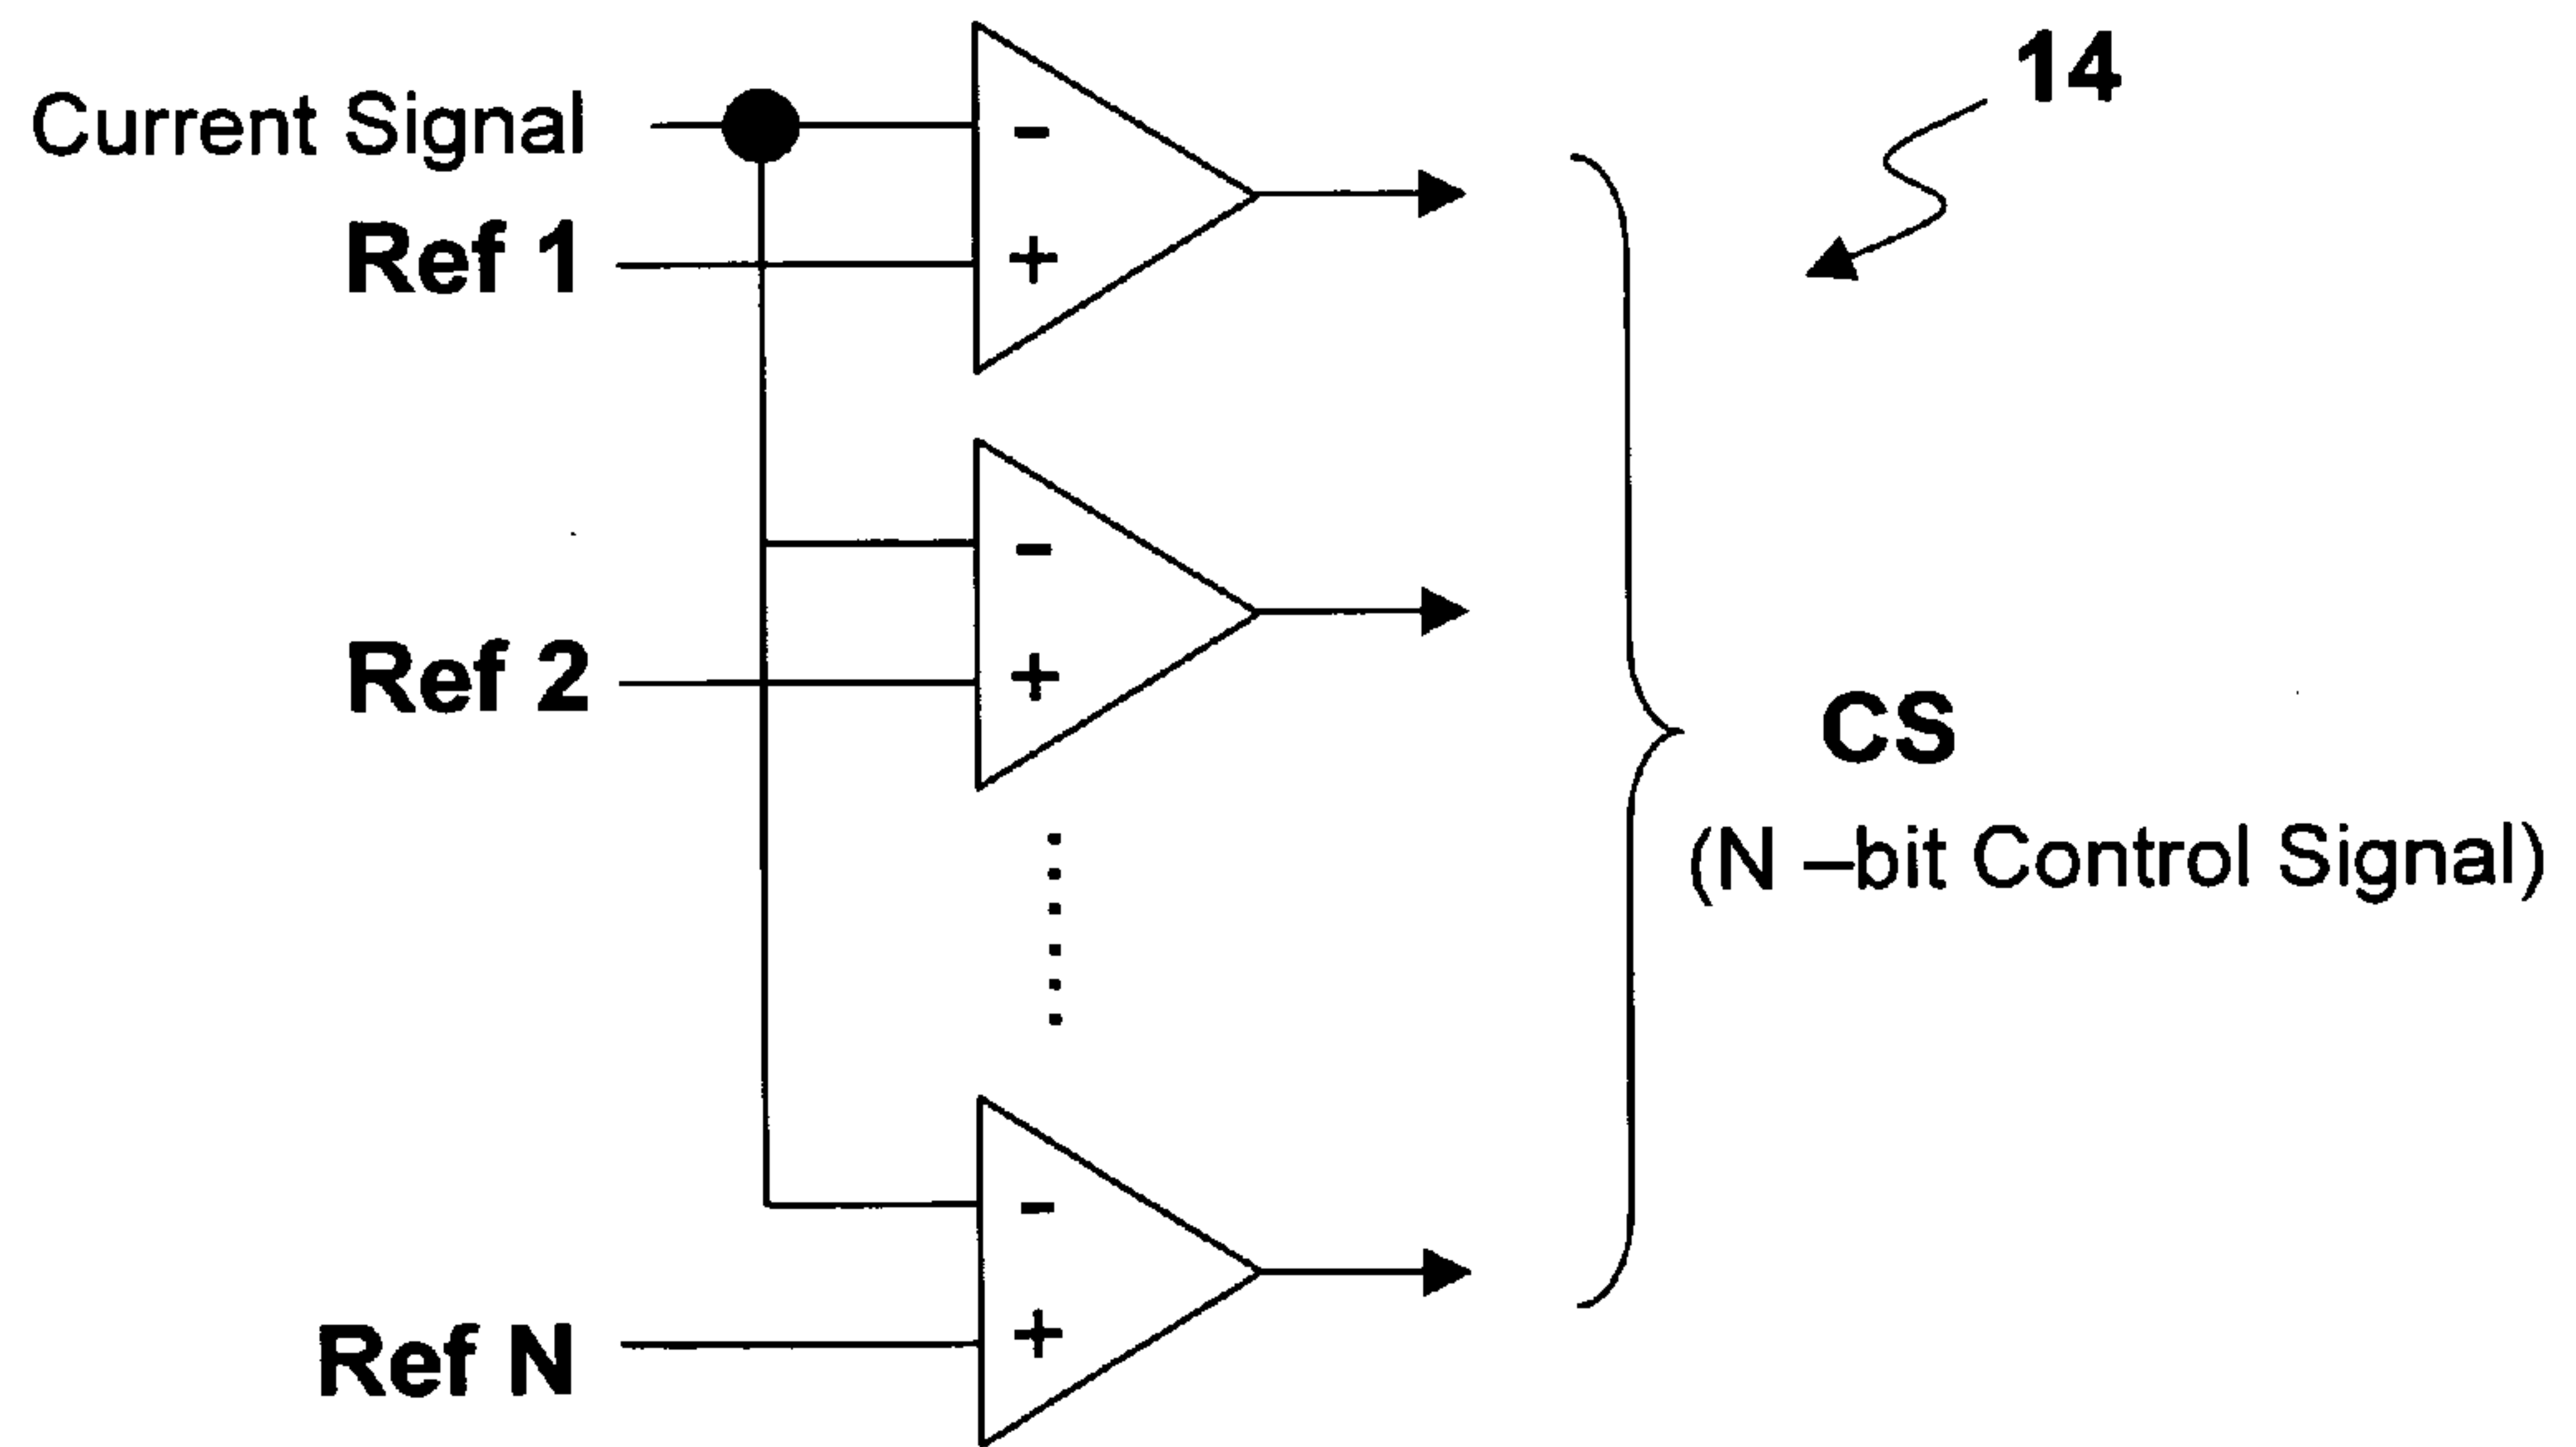 14
Current Signal
-
Ref 1
+
-
Ref 2
+
CS
(N –bit Control Signal)
-
+
Ref N